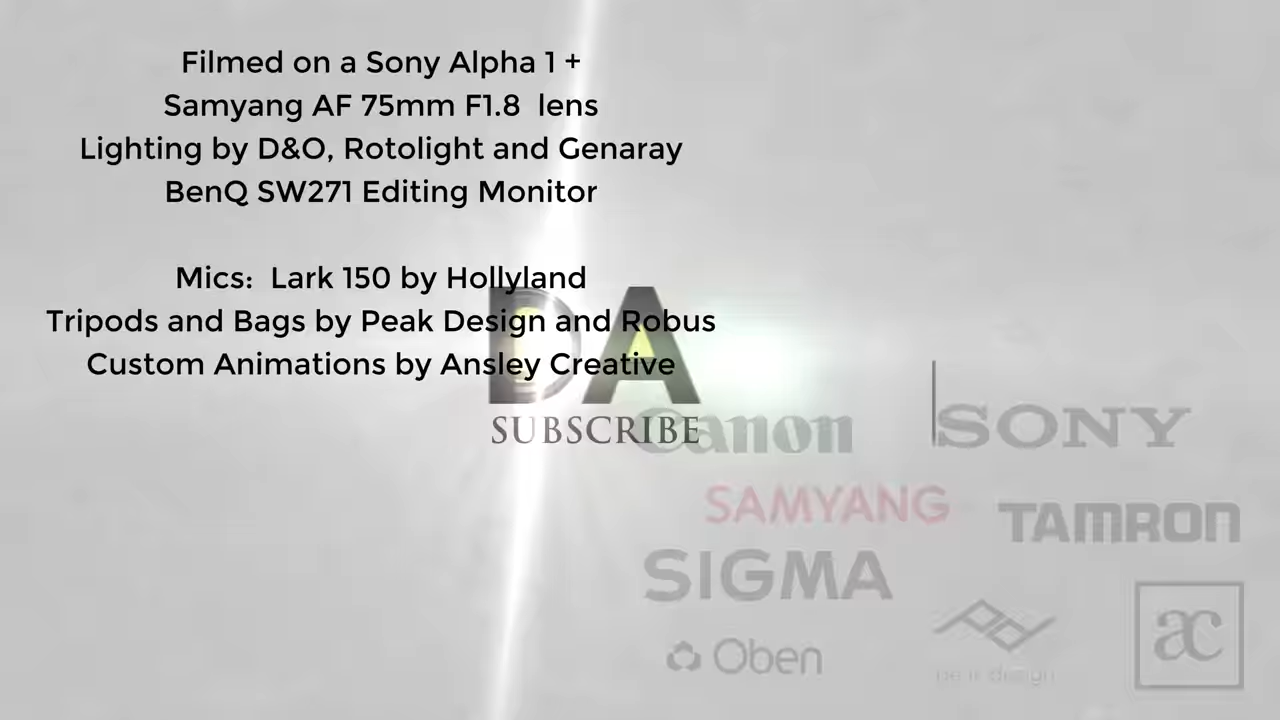 Filmed on a Sony Alpha 1 +
Samyang AF 75mm F1.8 lens
Lighting by D&O, Rotolight and Genaray
BenQ SW271 Editing Monitor
Mics: Lark 150 by Hollyland
Tripods and Bags by Peak Design and Robus
Custom Animations by Ansley Creative
DA
SUBSCRIBE
Canon
SONY
SAMYANG
TAMRON
SIGMA
Oben
peak design
ac